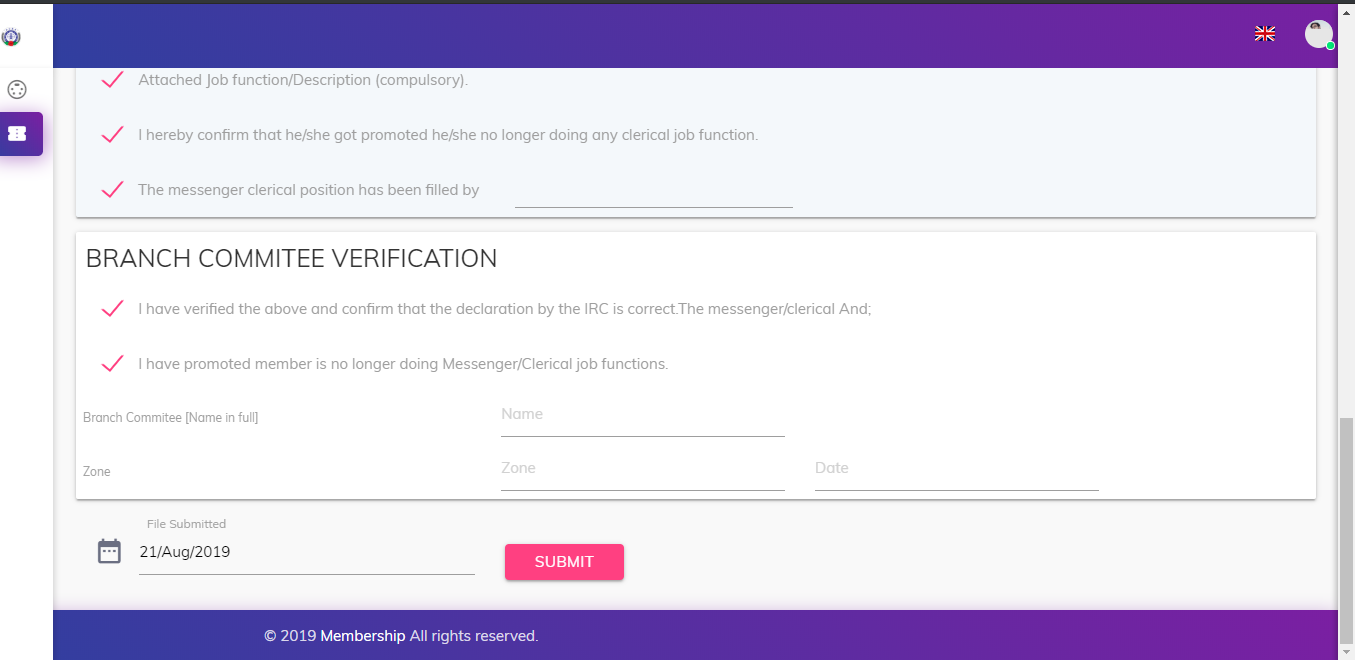 Attached Job function/Description (compulsory).
I hereby confirm that he/she got promoted he/she no longer doing any clerical job function.
The messenger clerical position has been filled by
BRANCH COMMITEE VERIFICATION
I have verified the above and confirm that the declaration by the IRC is correct.The messenger/clerical And;
I have promoted member is no longer doing Messenger/Clerical job functions.
Branch Commitee [Name in full] Name
Zone Zone Date
File Submitted
21/Aug/2019
SUBMIT
© 2019 Membership All rights reserved.